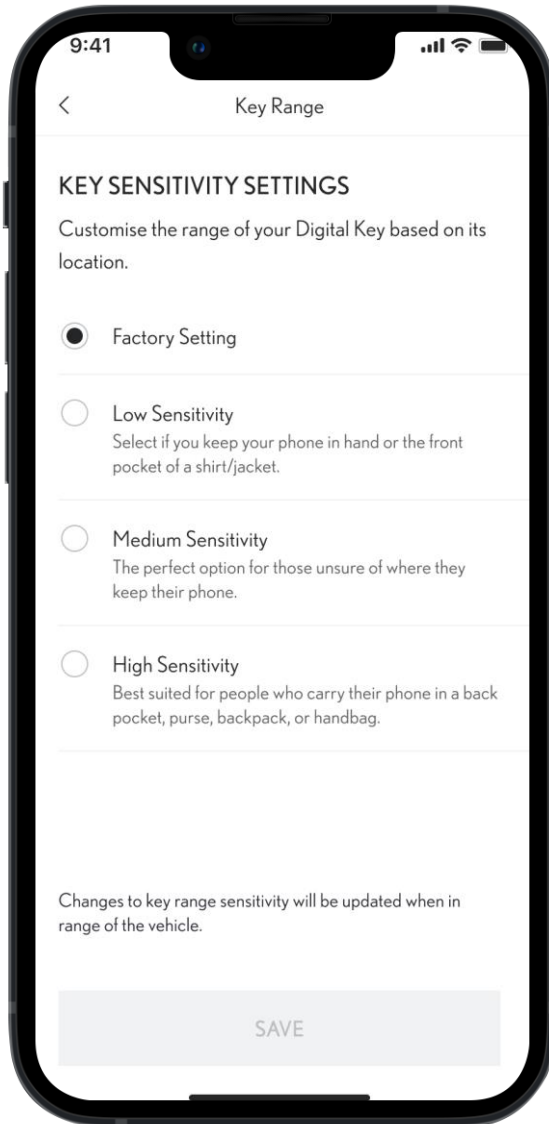 9:41
Key Range
KEY SENSITIVITY SETTINGS
Customise the range of your Digital Key based on its
location.
Factory Setting
Low Sensitivity
Select if you keep your phone in hand or the front
pocket of a shirt/jacket.
Medium Sensitivity
The perfect option for those unsure of where they
keep their phone.
High Sensitivity
Best suited for people who carry their phone in a back
pocket, purse, backpack, or handbag.
Changes to key range sensitivity will be updated when in
range of the vehicle.
SAVE